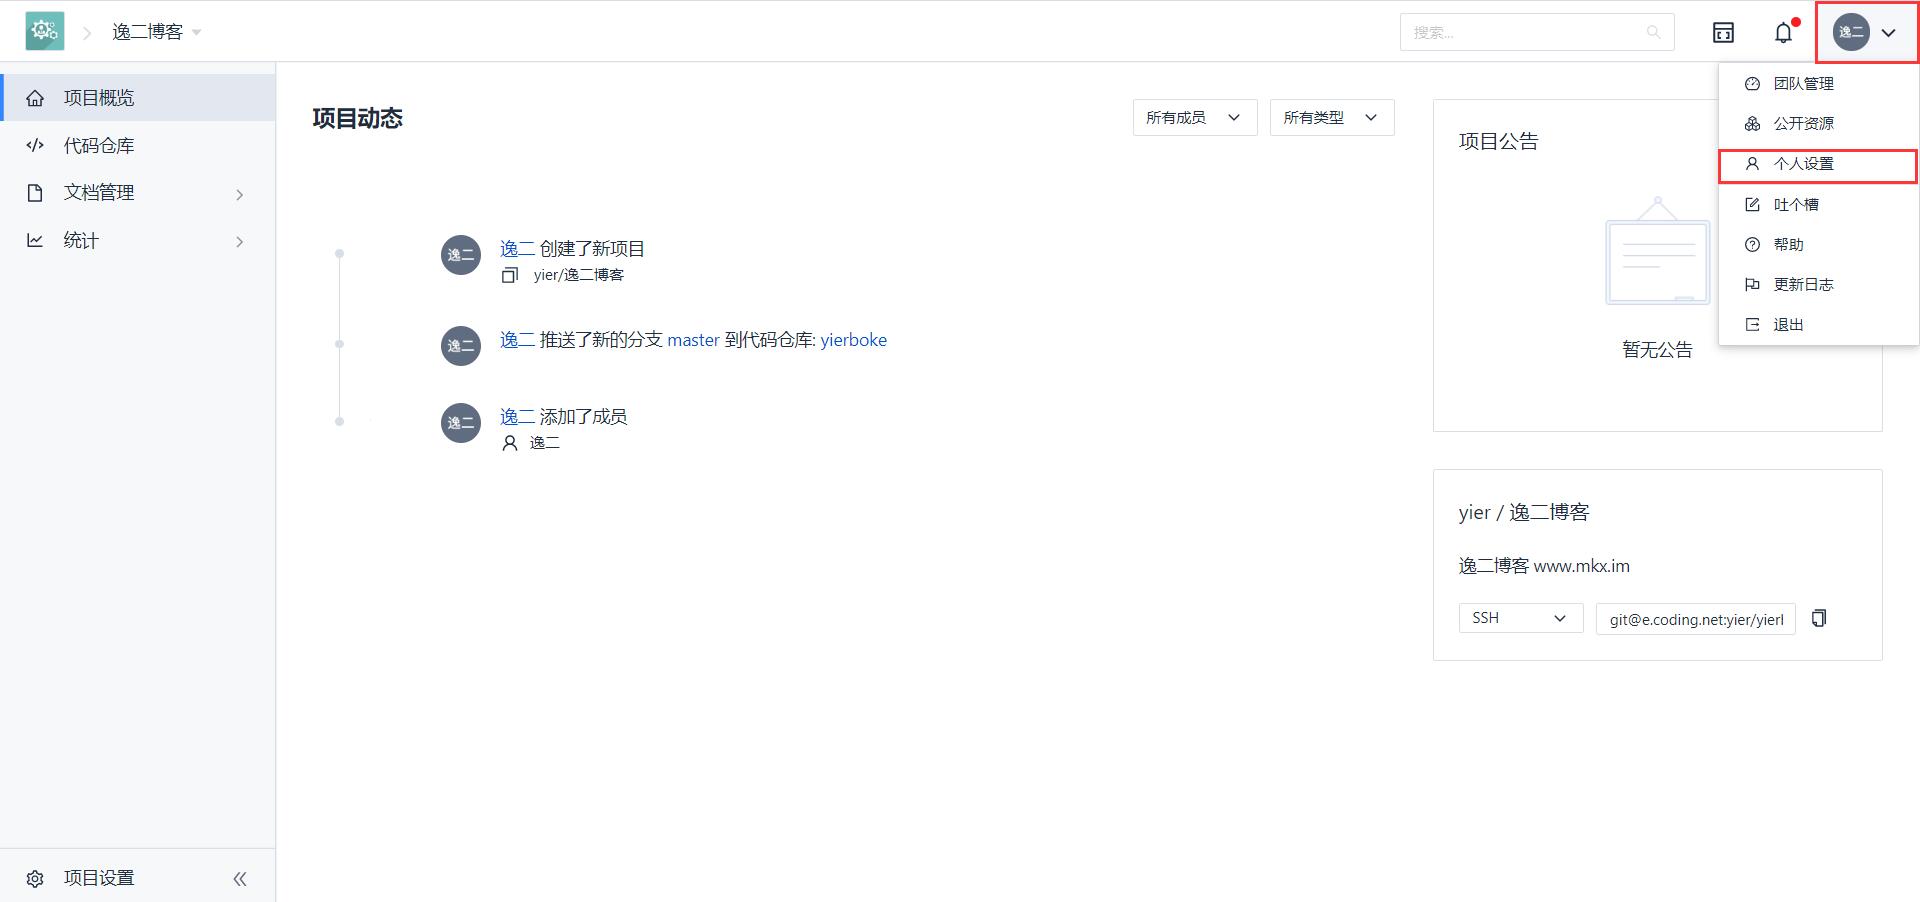 逸二博客
搜索...
逸二
项目概览
代码仓库
文档管理
统计
项目设置
项目动态
所有成员
所有类型
逸二
逸二 创建了新项目
yier/逸二博客
逸二
逸二 推送了新的分支 master 到代码仓库: yierboke
逸二
逸二 添加了成员
逸二
项目公告
暂无公告
团队管理
公开资源
个人设置
吐个槽
帮助
更新日志
退出
yier / 逸二博客
逸二博客 www.mkx.im
SSH
git@e.coding.net:yier/yierl